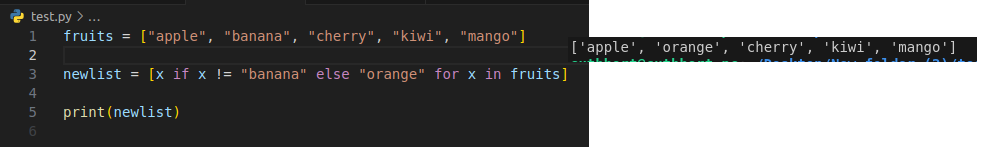 test.py > ...
1 fruits = ["apple", "banana", "cherry", "kiwi", "mango"]
2
3 newlist = [x if x != "banana" else "orange" for x in fruits]
4
5 print(newlist)
6
['apple', 'orange', 'cherry', 'kiwi', 'mango']